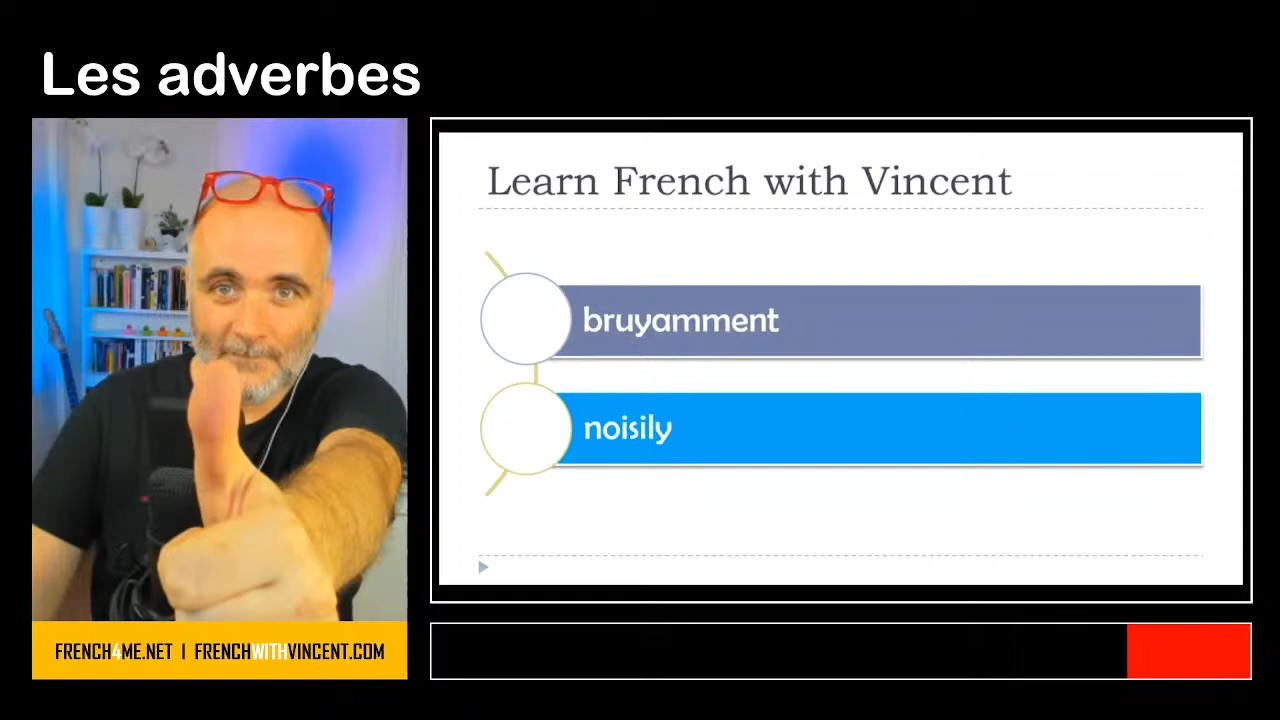 Les adverbes
Learn French with Vincent
bruyamment
noisily
FRENCH4ME.NET | FRENCHWITHVINCENT.COM